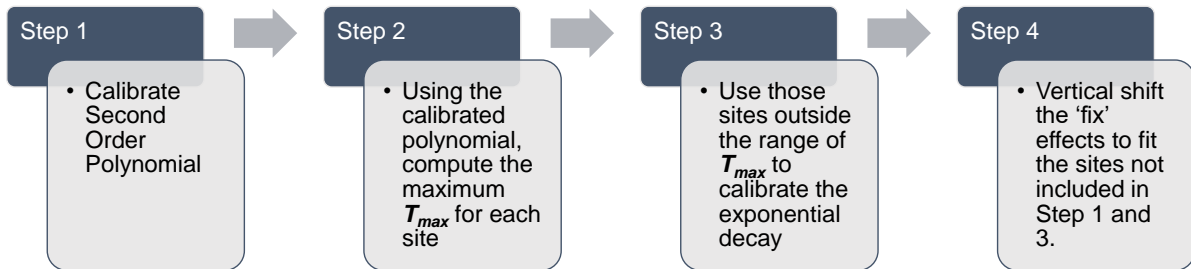 Step 1
• Calibrate
Second
Order
Polynomial
Step 2
• Using the
calibrated
polynomial,
compute the
maximum
Tmax for each
site
Step 3
• Use those
sites outside
the range of
Tmax to
calibrate the
exponential
decay
Step 4
• Vertical shift
the ‘fix’
effects to fit
the sites not
included in
Step 1 and
3.